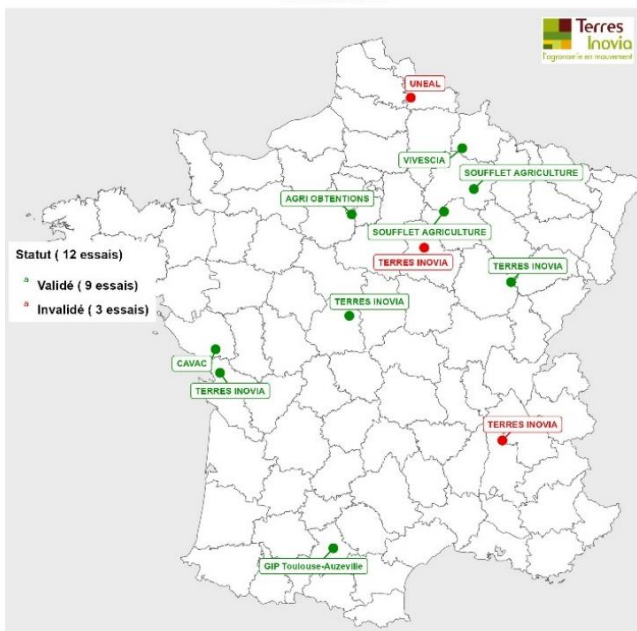 Terres
Inovia
l'agronomie en mouvement
UNEAL
VIVESCIA
SOUFFLET AGRICULTURE
AGRI OBTENTIONS
SOUFFLET AGRICULTURE
TERRES INOVIA
TERRES INOVIA
Statut ( 12 essais)
a Validé ( 9 essais)
a Invalidé ( 3 essais)
TERRES INOVIA
CAVAC
TERRES INOVIA
TERRES INOVIA
GIP Toulouse-Auzeville